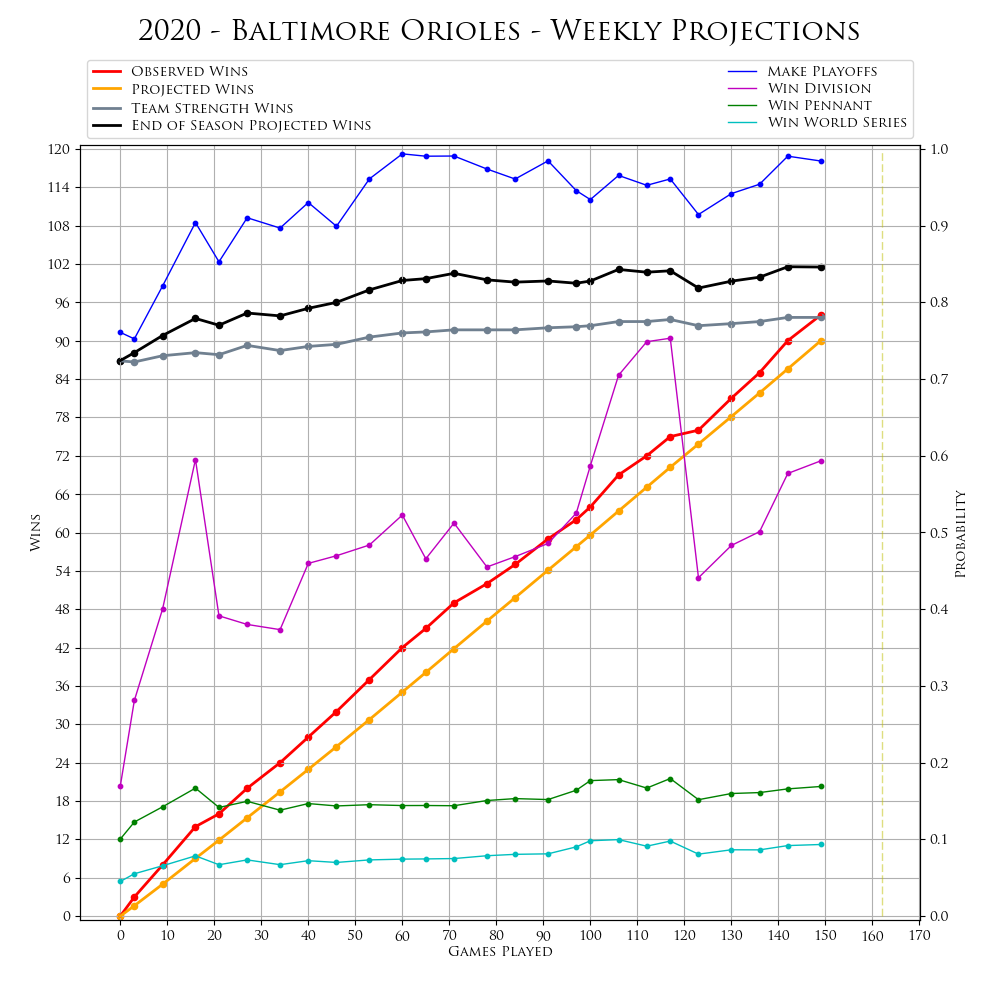 2020 - Baltimore Orioles - Weekly Projections
Observed Wins
Projected Wins
Team Strength Wins
End of Season Projected Wins
Make Playoffs
Win Division
Win Pennant
Win World Series
120
114
108
102
96
90
84
78
72
66
60
54
48
42
36
30
24
18
12
6
0
Wins
1.0
0.9
0.8
0.7
0.6
0.5
0.4
0.3
0.2
0.1
0.0
Probability
0 10 20 30 40 50 60 70 80 90 100 110 120 130 140 150 160 170
Games Played